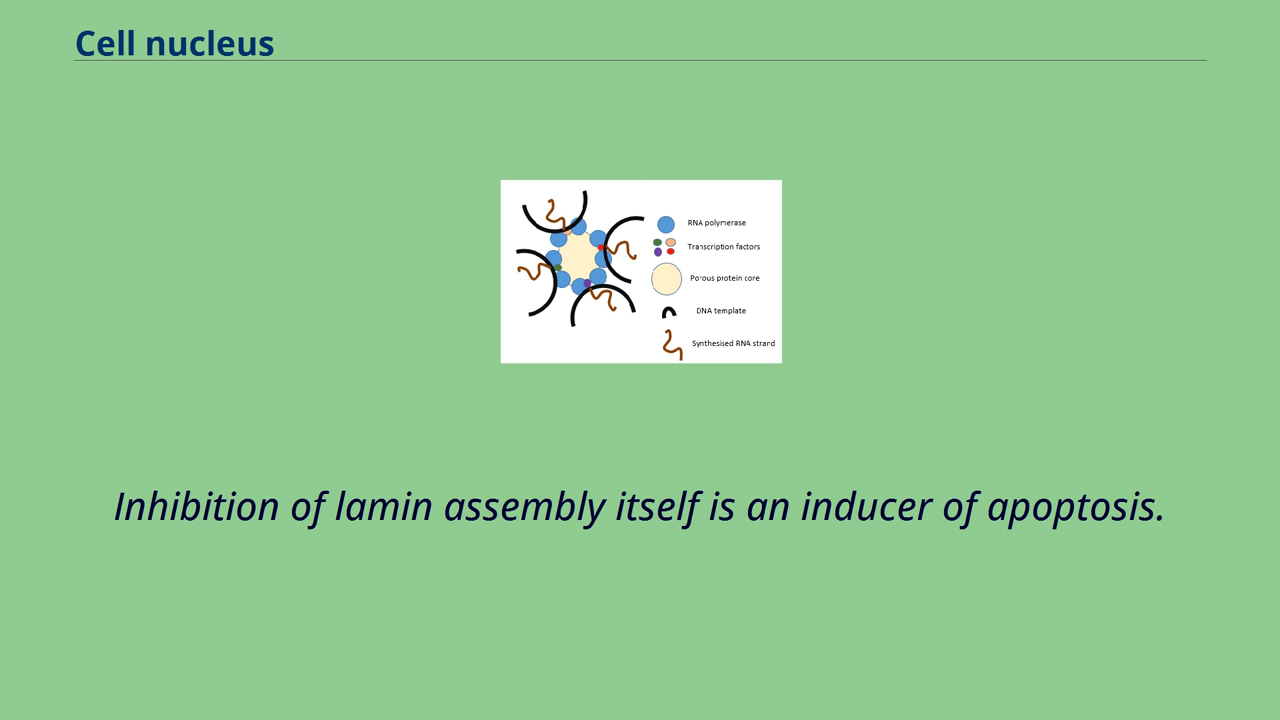 Cell nucleus
RNA polymerase
Transcription factors
Porous protein core
DNA template
Synthesised RNA strand
Inhibition of lamin assembly itself is an inducer of apoptosis.